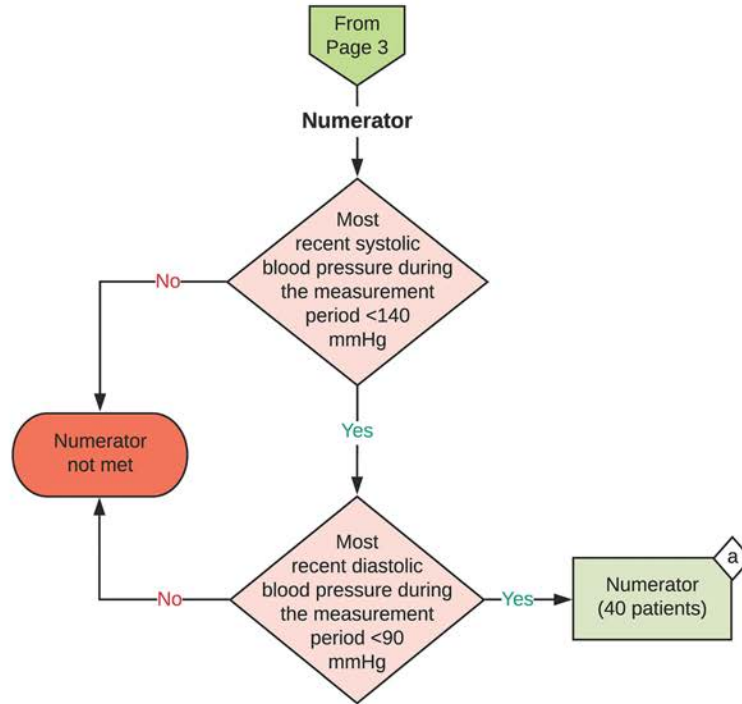 From
Page 3
Numerator
Most
recent systolic
blood pressure during
the measurement
period <140
mmHg
No
Yes
Numerator
not met
Most
recent diastolic
blood pressure during
the measurement
period <90
mmHg
No
Yes
a
Numerator
(40 patients)